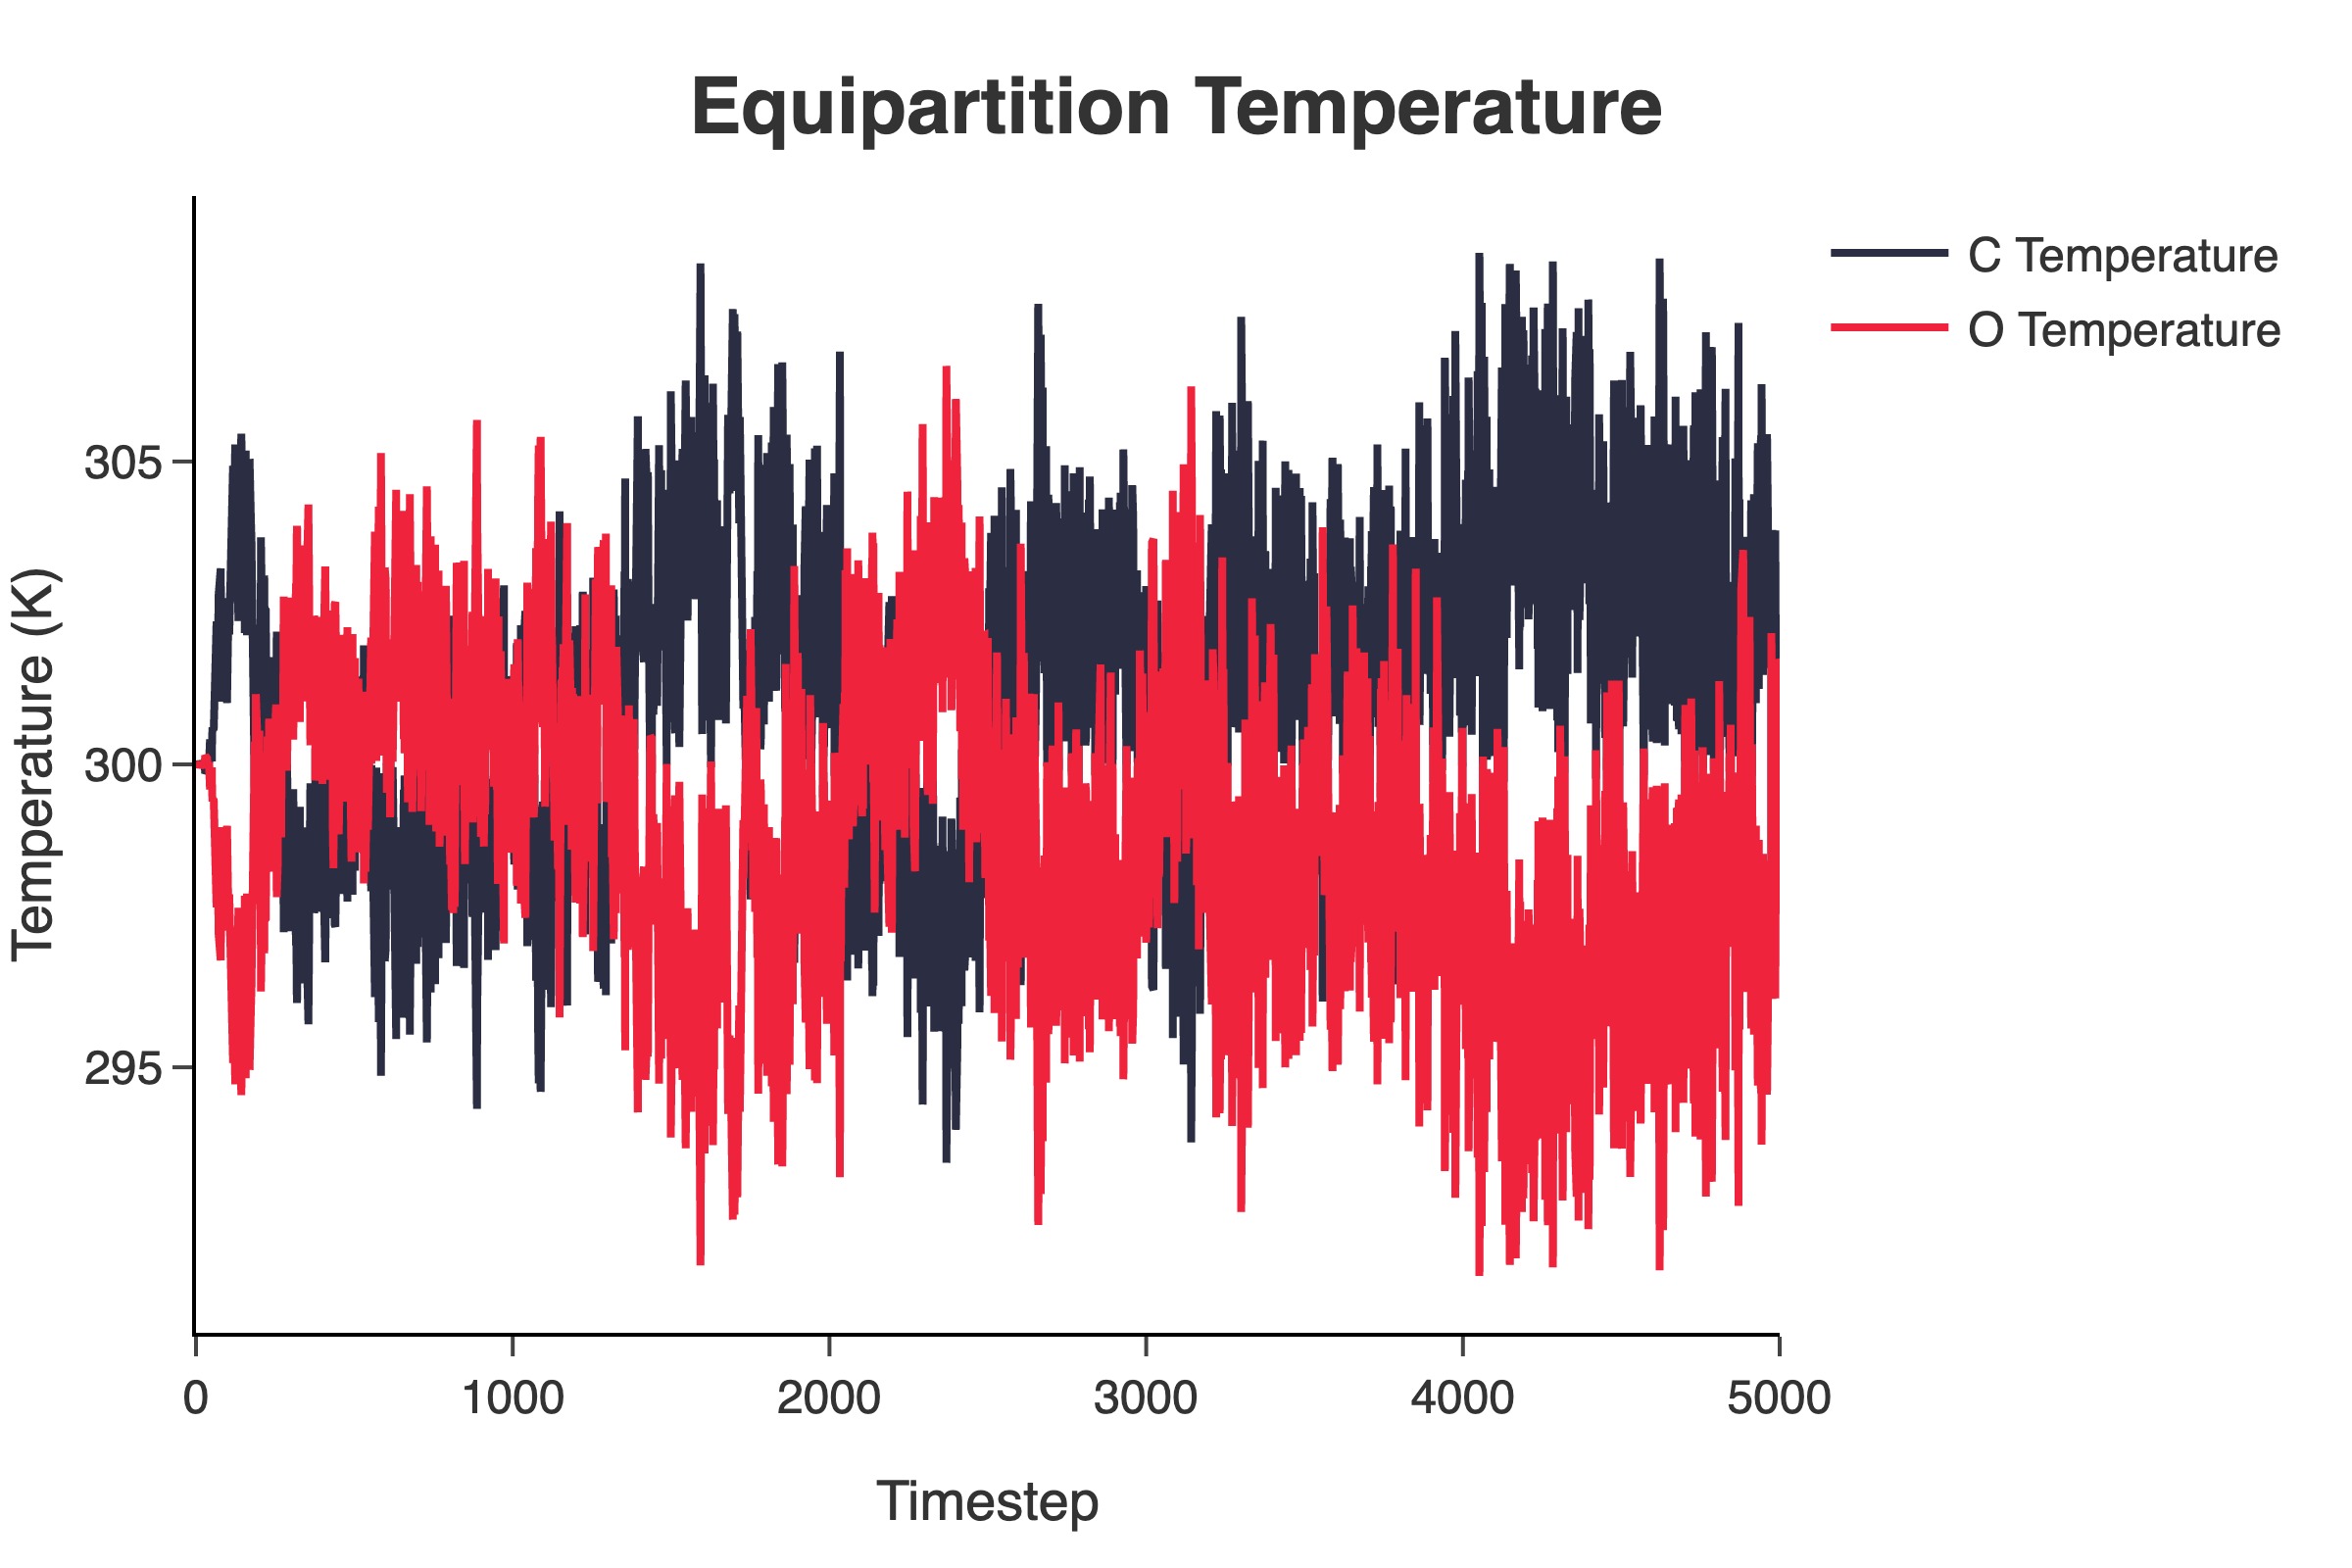 Equipartition Temperature
C Temperature
O Temperature
305
300
295
Temperature (K)
0 1000 2000 3000 4000 5000
Timestep